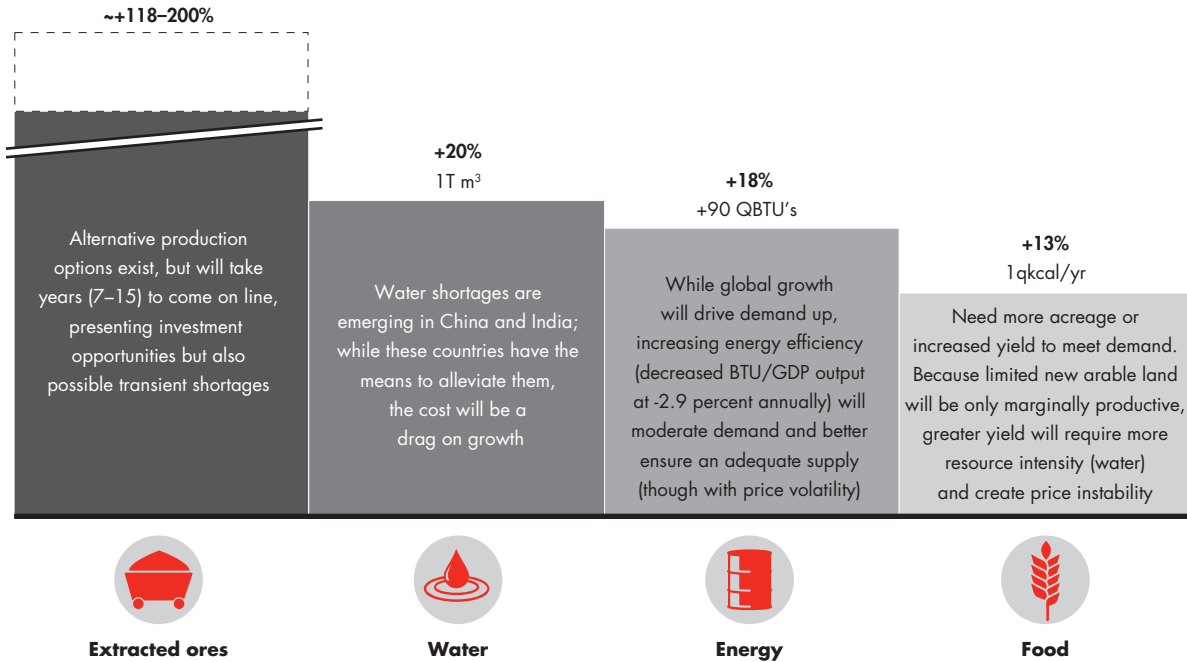 ~+118–200%
Alternative production
options exist, but will take
years (7–15) to come on line,
presenting investment
opportunities but also
possible transient shortages
+20%
1T m³
Water shortages are
emerging in China and India;
while these countries have the
means to alleviate them,
the cost will be a
drag on growth
+18%
+90 QBTU's
While global growth
will drive demand up,
increasing energy efficiency
(decreased BTU/GDP output
at -2.9 percent annually) will
moderate demand and better
ensure an adequate supply
(though with price volatility)
+13%
1qkcal/yr
Need more acreage or
increased yield to meet demand.
Because limited new arable land
will be only marginally productive,
greater yield will require more
resource intensity (water)
and create price instability
Extracted ores
Water
Energy
Food